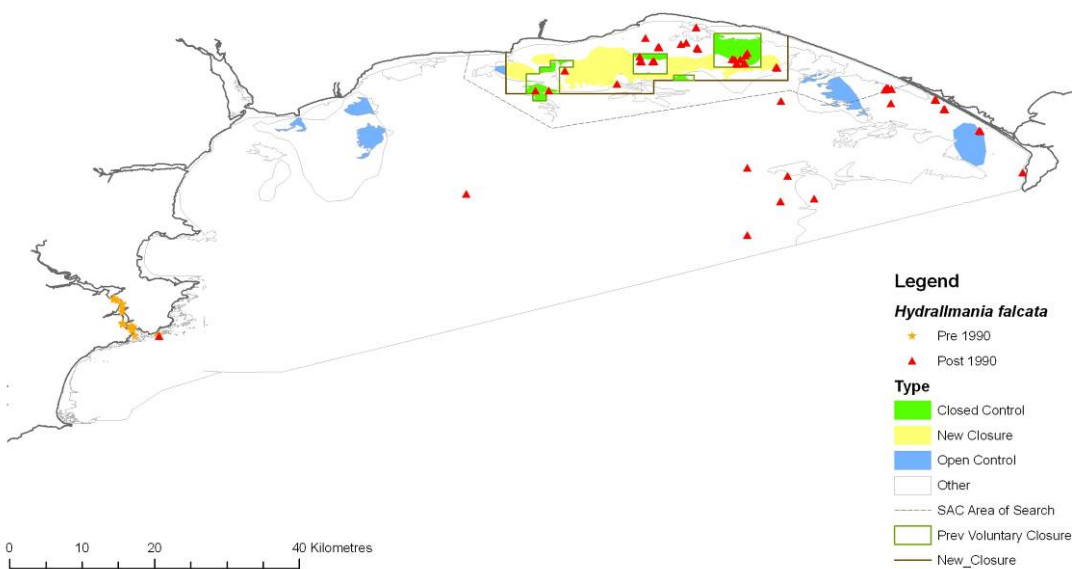 Legend
Hydrallmania falcata
Pre 1990
Post 1990
Type
Closed Control
New Closure
Open Control
Other
SAC Area of Search
Prev Voluntary Closure
New_Closure
0 10 20 40 Kilometres